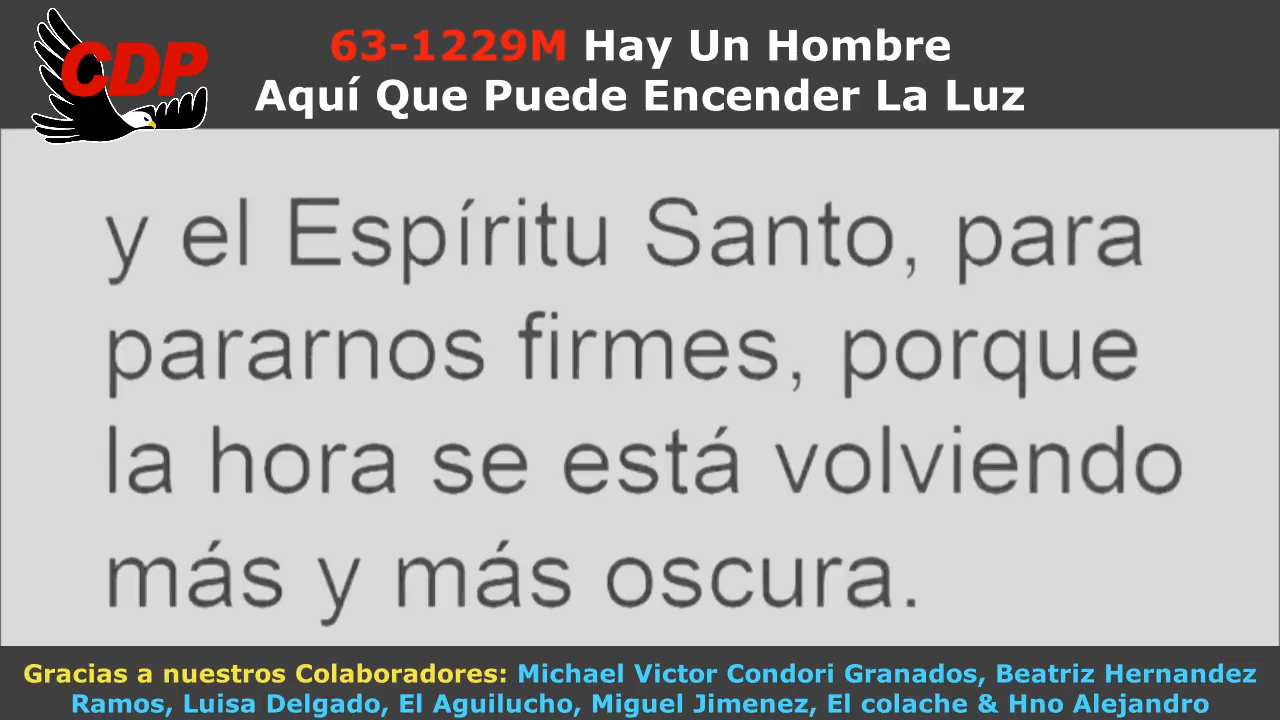 CDP
63-1229M Hay Un Hombre
Aquí Que Puede Encender La Luz
y el Espíritu Santo, para
pararnos firmes, porque
la hora se está volviendo
más y más oscura.
Gracias a nuestros Colaboradores: Michael Victor Condori Granados, Beatriz Hernandez
Ramos, Luisa Delgado, El Aguilucho, Miguel Jimenez, El colache & Hno Alejandro